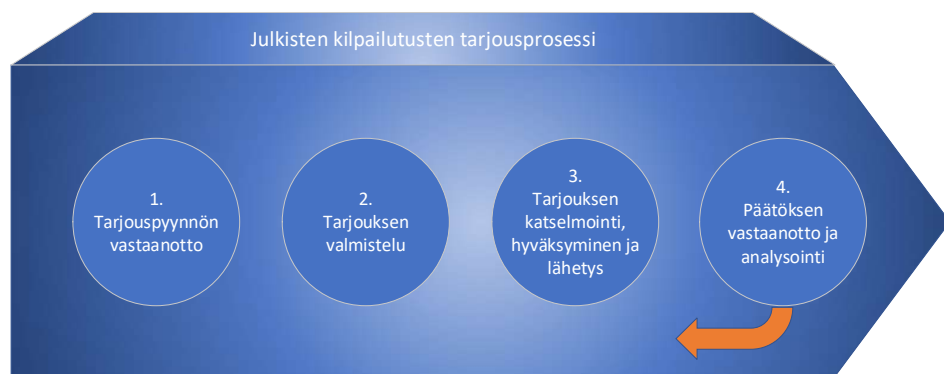 Julkisten kilpailutusten tarjousprosessi
1.
Tarjouspyynnön
vastaanotto
2.
Tarjouksen
valmistelu
3.
Tarjouksen
katselmointi,
hyväksyminen ja
lähetys
4.
Päätöksen
vastaanotto ja
analysointi